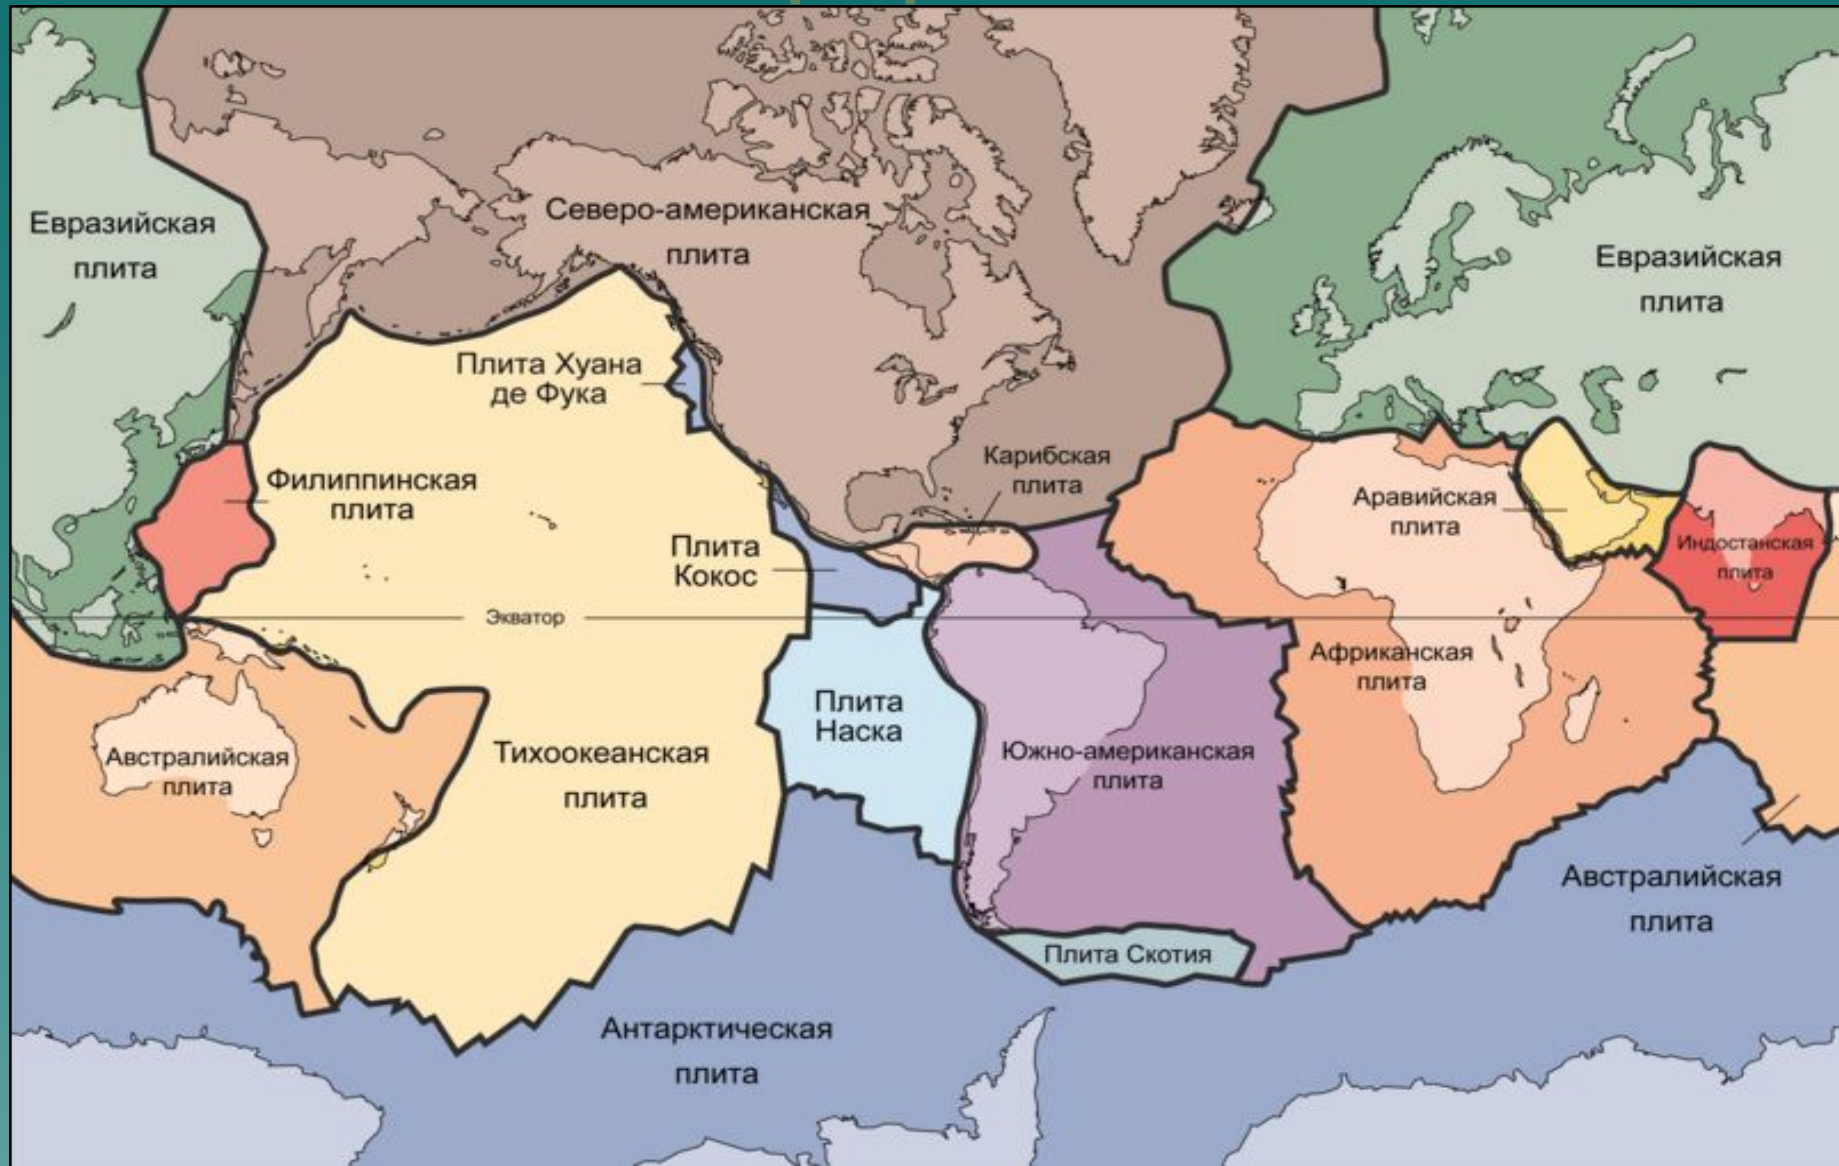 Евразийская
плита
Северо-американская
плита
Евразийская
плита
Плита Хуана
де Фука
Карибская
плита
Филиппинская
плита
Аравийская
плита
Плита
Кокос
Индостанская
плита
Экватор
Африканская
плита
Плита
Наска
Австралийская
плита
Тихоокеанская
плита
Южно-американская
плита
Австралийская
плита
Плита Скотия
Антарктическая
плита